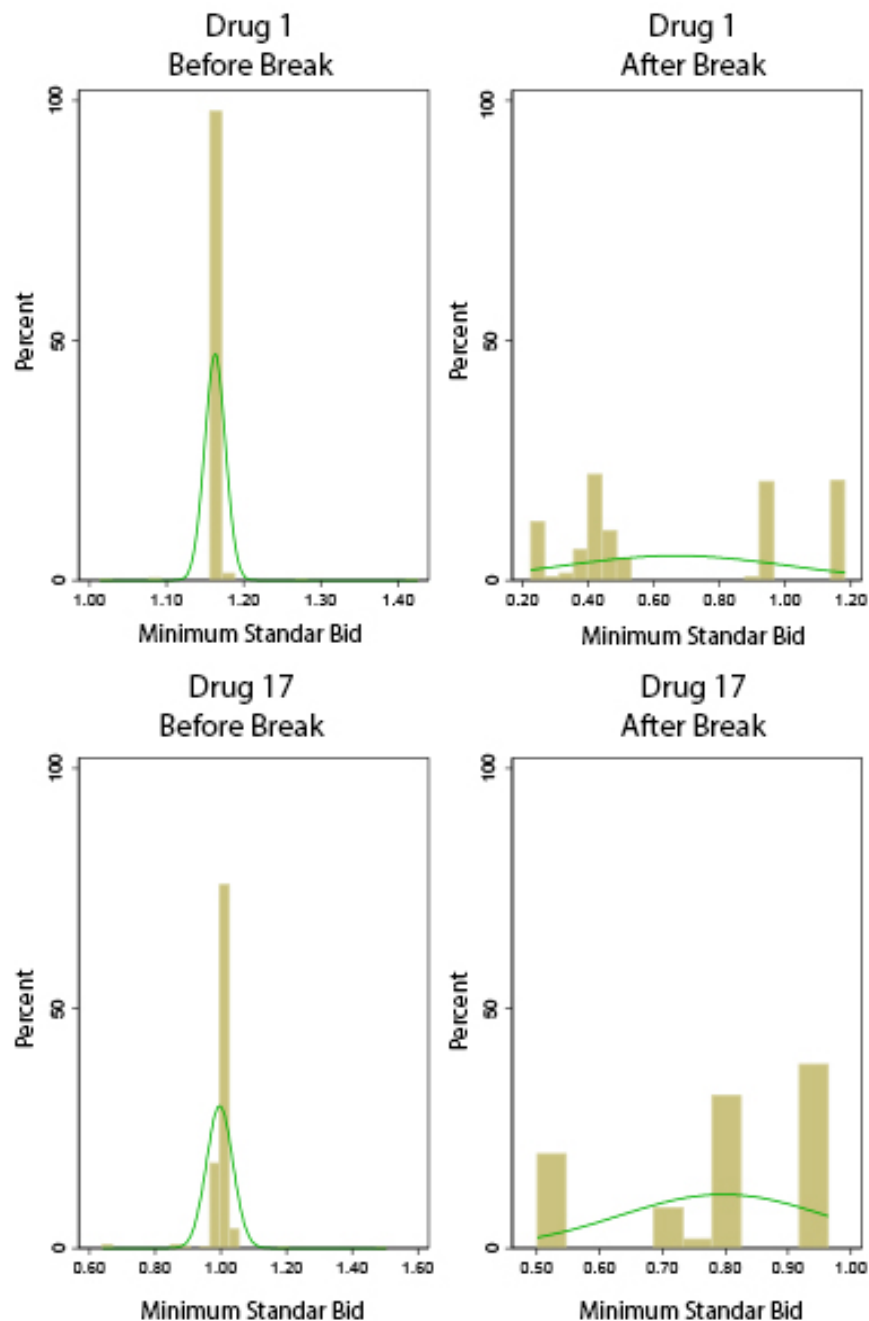 Drug 1
Before Break
100
50
0
Percent
1.00 1.10 1.20 1.30 1.40
Minimum Standar Bid
Drug 1
After Break
100
50
0
Percent
0.20 0.40 0.60 0.80 1.00 1.20
Minimum Standar Bid
Drug 17
Before Break
100
50
0
Percent
0.60 0.80 1.00 1.20 1.40 1.60
Minimum Standar Bid
Drug 17
After Break
100
50
0
Percent
0.50 0.60 0.70 0.80 0.90 1.00
Minimum Standar Bid